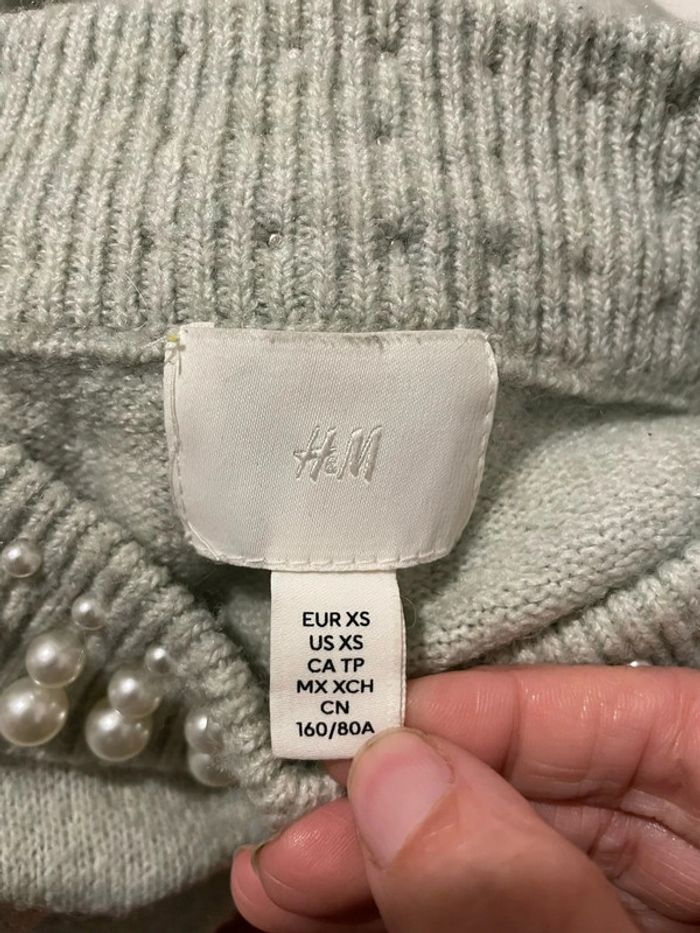 H&M
EUR XS
US XS
CA TP
MX XCH
CN
160/80A